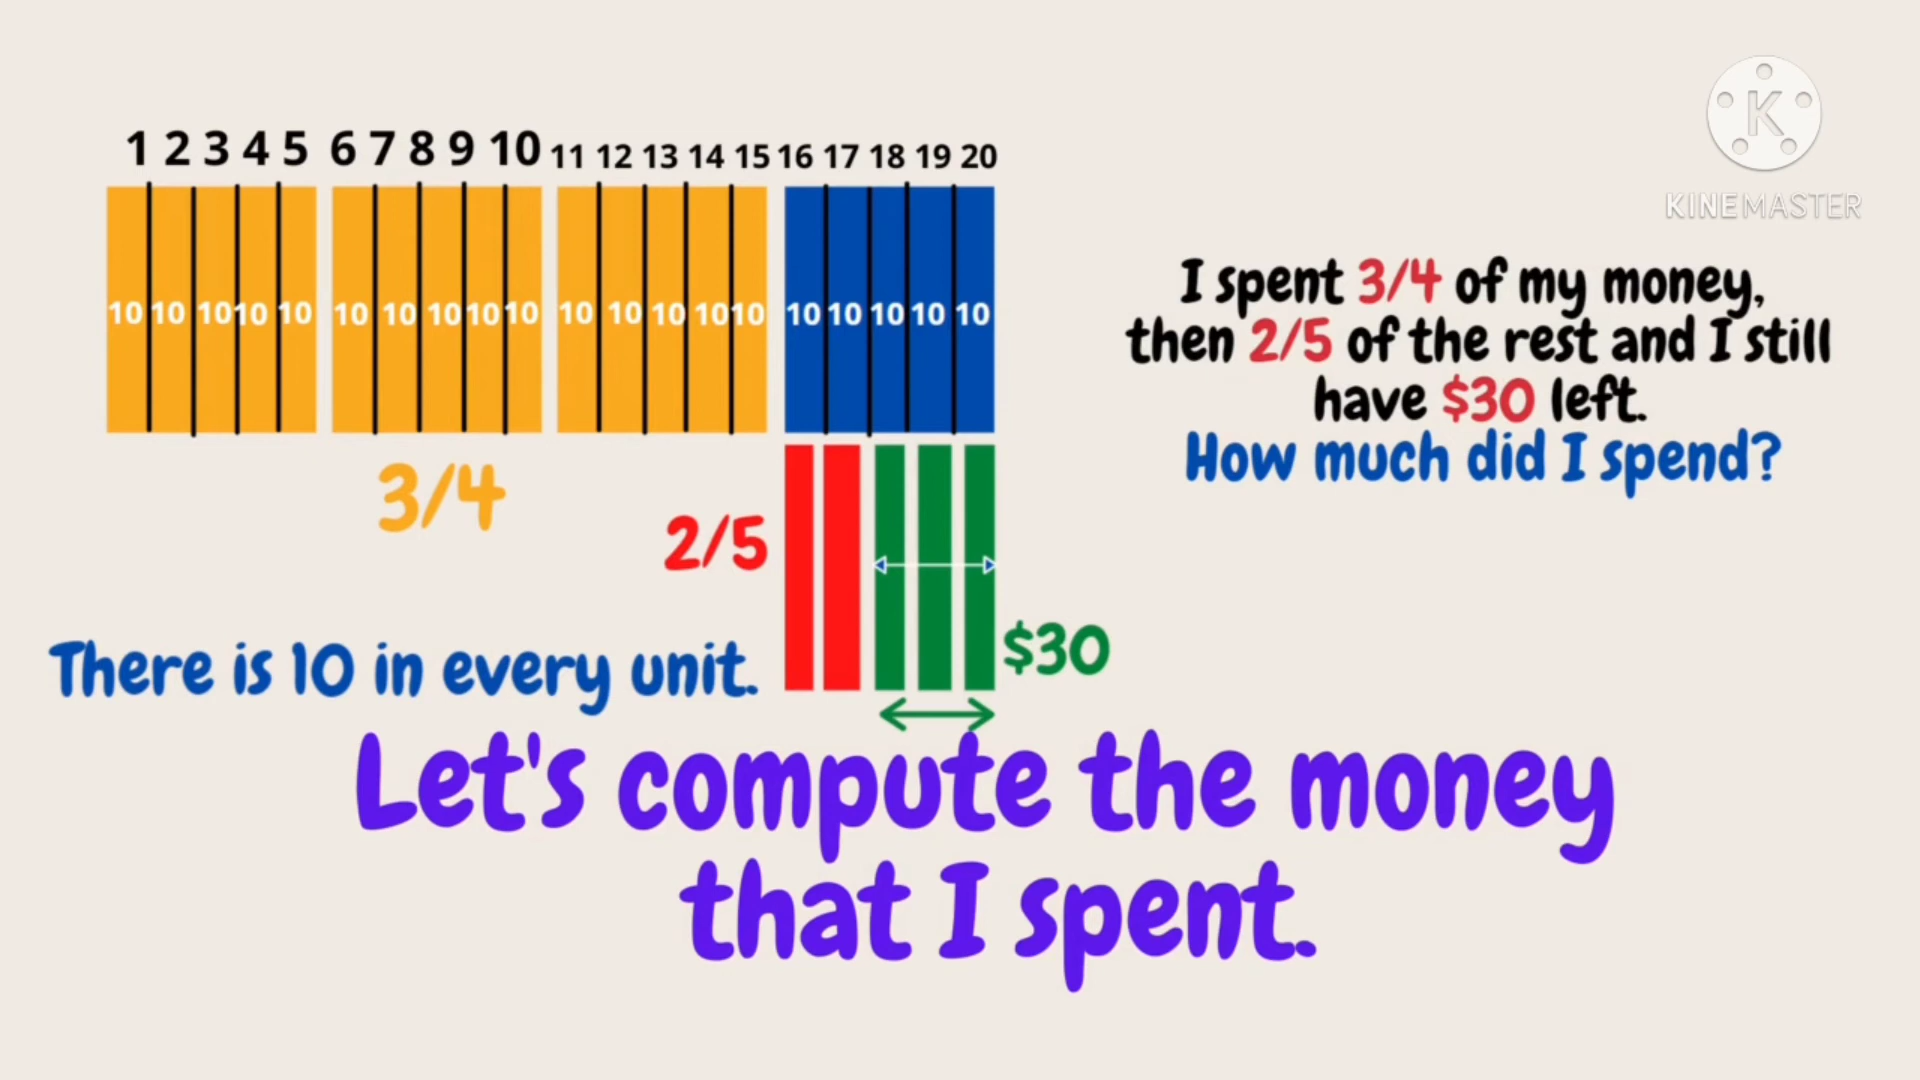 1 2 3 4 5 6 7 8 9 10 11 12 13 14 15 16 17 18 19 20
10 10 10 10 10 10 10 10 10 10 10 10 10 10 10 10 10 10 10 10
3/4
2/5
$30
There is 10 in every unit.
K
KINEMASTER
I spent 3/4 of my money,
then 2/5 of the rest and I still
have $30 left.
How much did I spend?
Let's compute the money
that I spent.